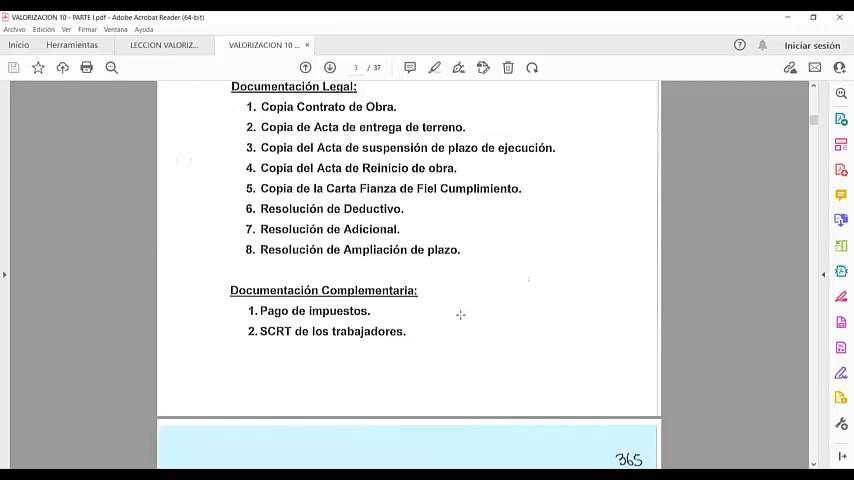 VALORIZACION 10 - PARTE I.pdf - Adobe Acrobat Reader (64-bit)
Archivo Edición Ver Firmar Ventana Ayuda
Inicio Herramientas LECCION VALORIZ... VALORIZACION 10 ... × Iniciar sesión
3 / 37
Documentación Legal:
1. Copia Contrato de Obra.
2. Copia de Acta de entrega de terreno.
3. Copia del Acta de suspensión de plazo de ejecución.
4. Copia del Acta de Reinicio de obra.
5. Copia de la Carta Fianza de Fiel Cumplimiento.
6. Resolución de Deductivo.
7. Resolución de Adicional.
8. Resolución de Ampliación de plazo.
Documentación Complementaria:
1. Pago de impuestos.
2. SCRT de los trabajadores.
365